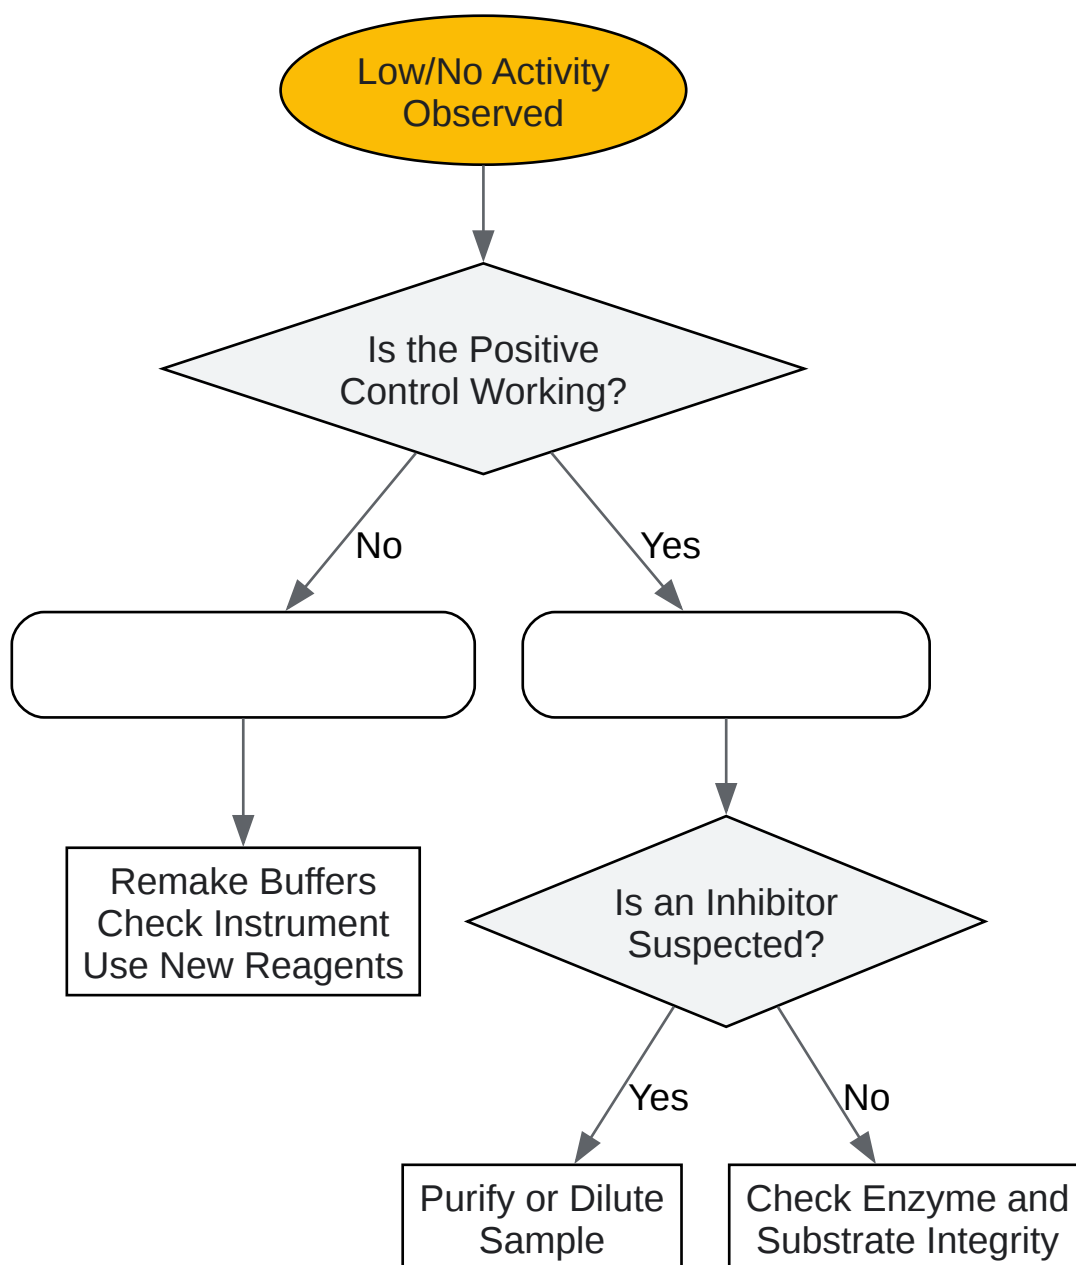 Low/No Activity
Observed
Is the Positive
Control Working?
No
Yes
Remake Buffers
Check Instrument
Use New Reagents
Is an Inhibitor
Suspected?
Yes
No
Purify or Dilute
Sample
Check Enzyme and
Substrate Integrity